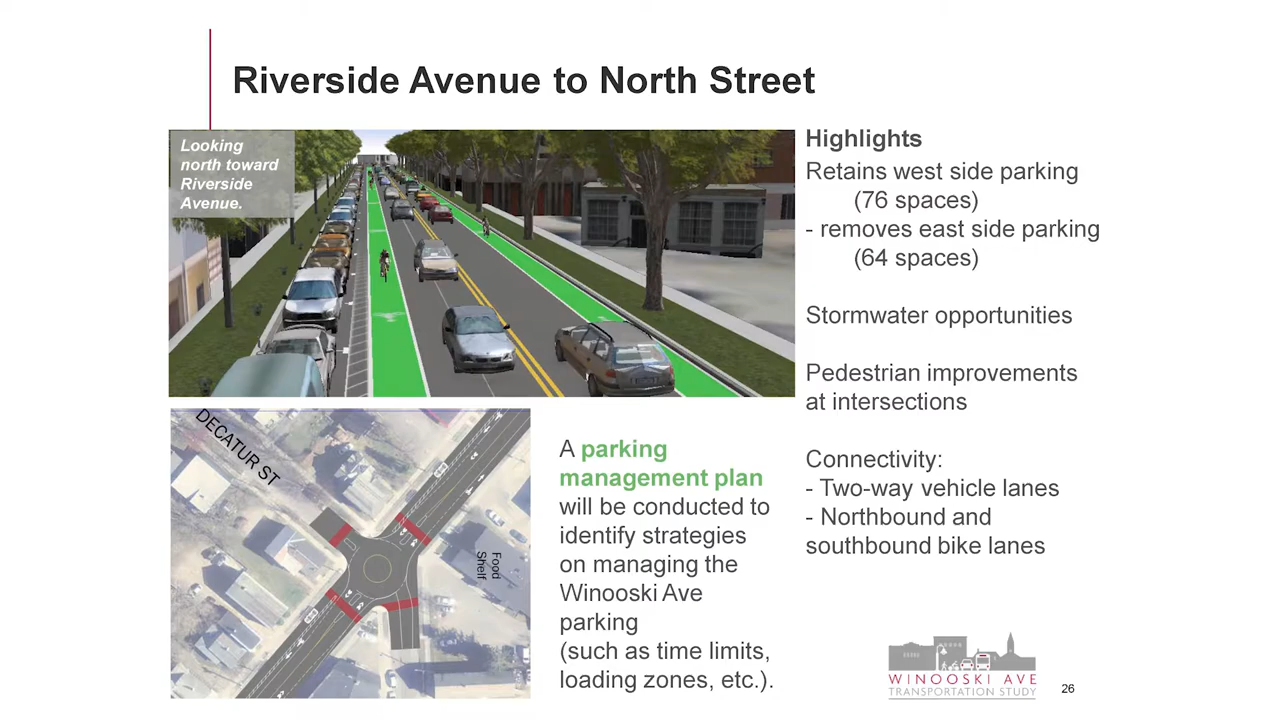 Riverside Avenue to North Street
Looking
north toward
Riverside
Avenue.
Highlights
Retains west side parking
(76 spaces)
- removes east side parking
(64 spaces)
Stormwater opportunities
Pedestrian improvements
at intersections
Connectivity:
- Two-way vehicle lanes
- Northbound and
southbound bike lanes
DECATUR ST
Food
Shelf
A parking
management plan
will be conducted to
identify strategies
on managing the
Winooski Ave
parking
(such as time limits,
loading zones, etc.).
WINOOSKI AVE
TRANSPORTATION STUDY
26